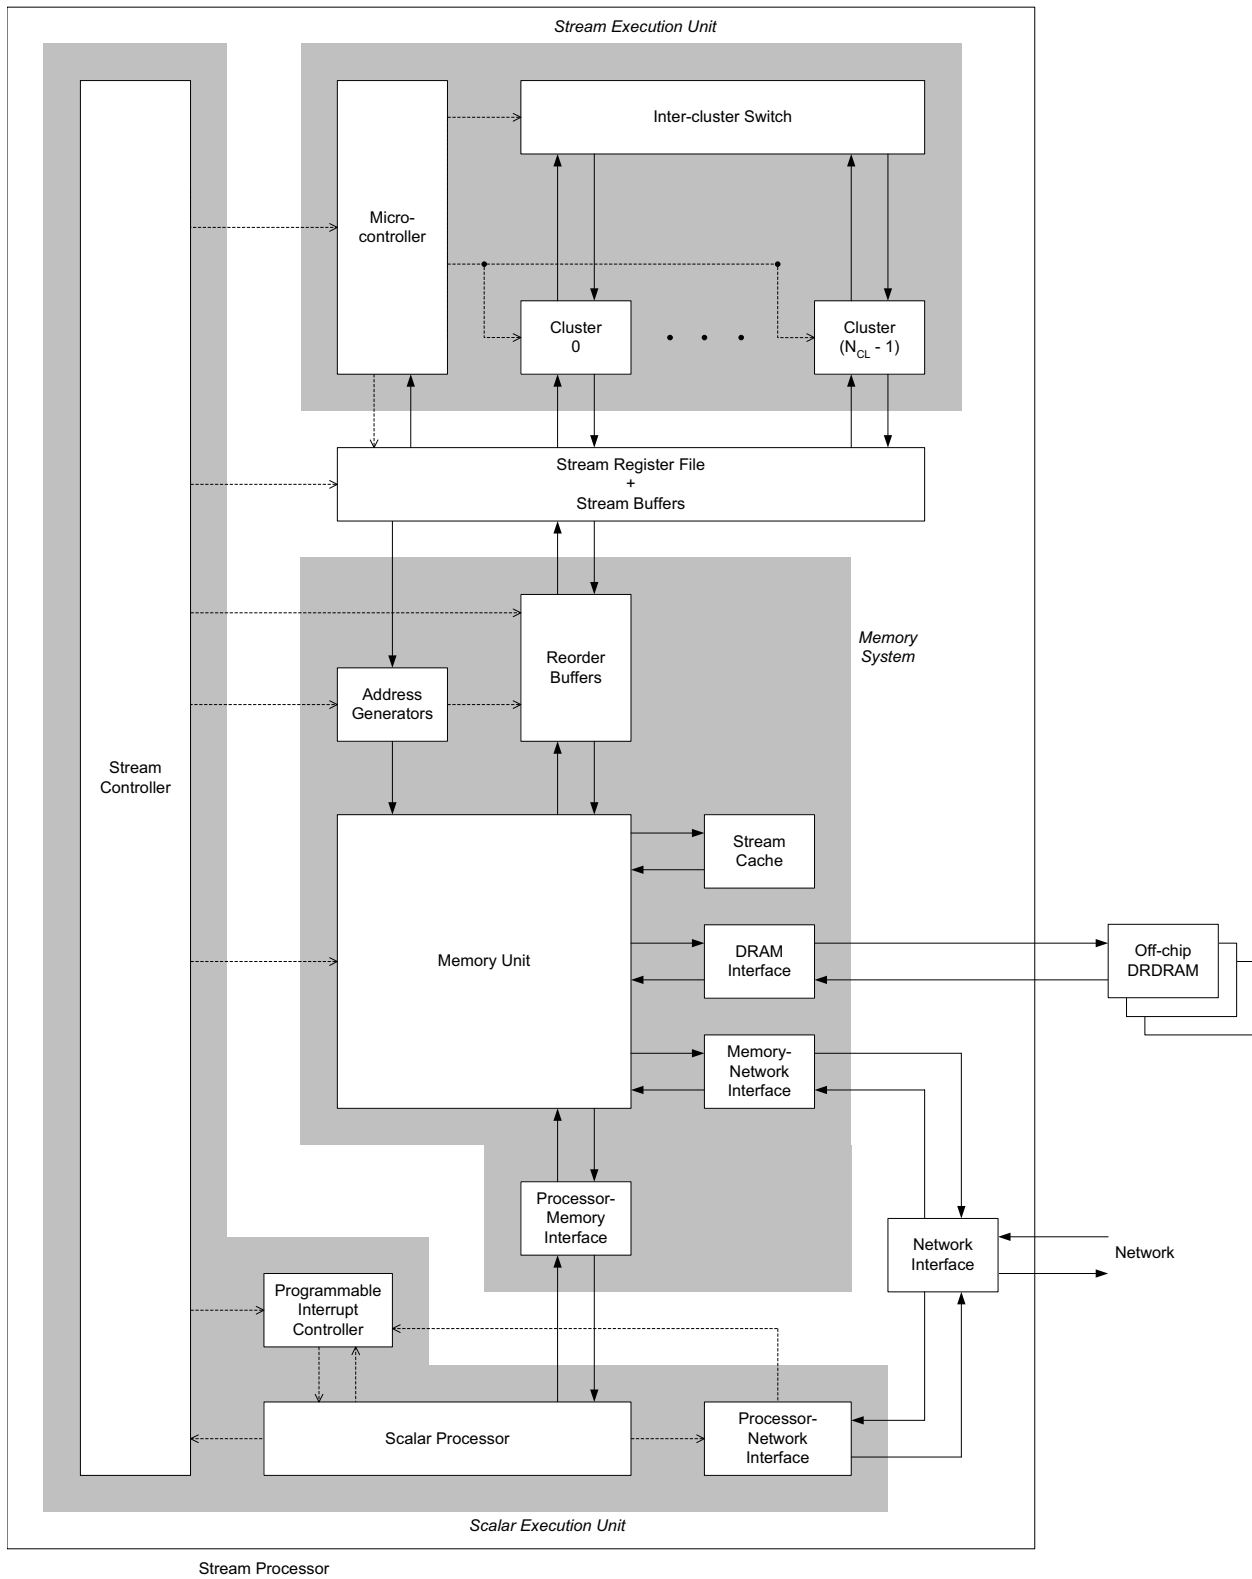 Stream Execution Unit
Inter-cluster Switch
Micro-
controller
Cluster
0
. . .
Cluster
(N_CL - 1)
Stream Register File
+
Stream Buffers
Memory
System
Reorder
Buffers
Address
Generators
Stream
Controller
Stream
Cache
Memory Unit
DRAM
Interface
Off-chip
DRDRAM
Memory-
Network
Interface
Processor-
Memory
Interface
Network
Interface
Network
Programmable
Interrupt
Controller
Scalar Processor
Processor-
Network
Interface
Scalar Execution Unit
Stream Processor